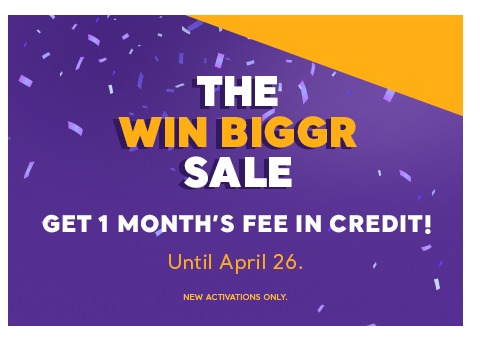 THE
WIN BIGGR
SALE
GET 1 MONTH'S FEE IN CREDIT!
Until April 26.
NEW ACTIVATIONS ONLY.